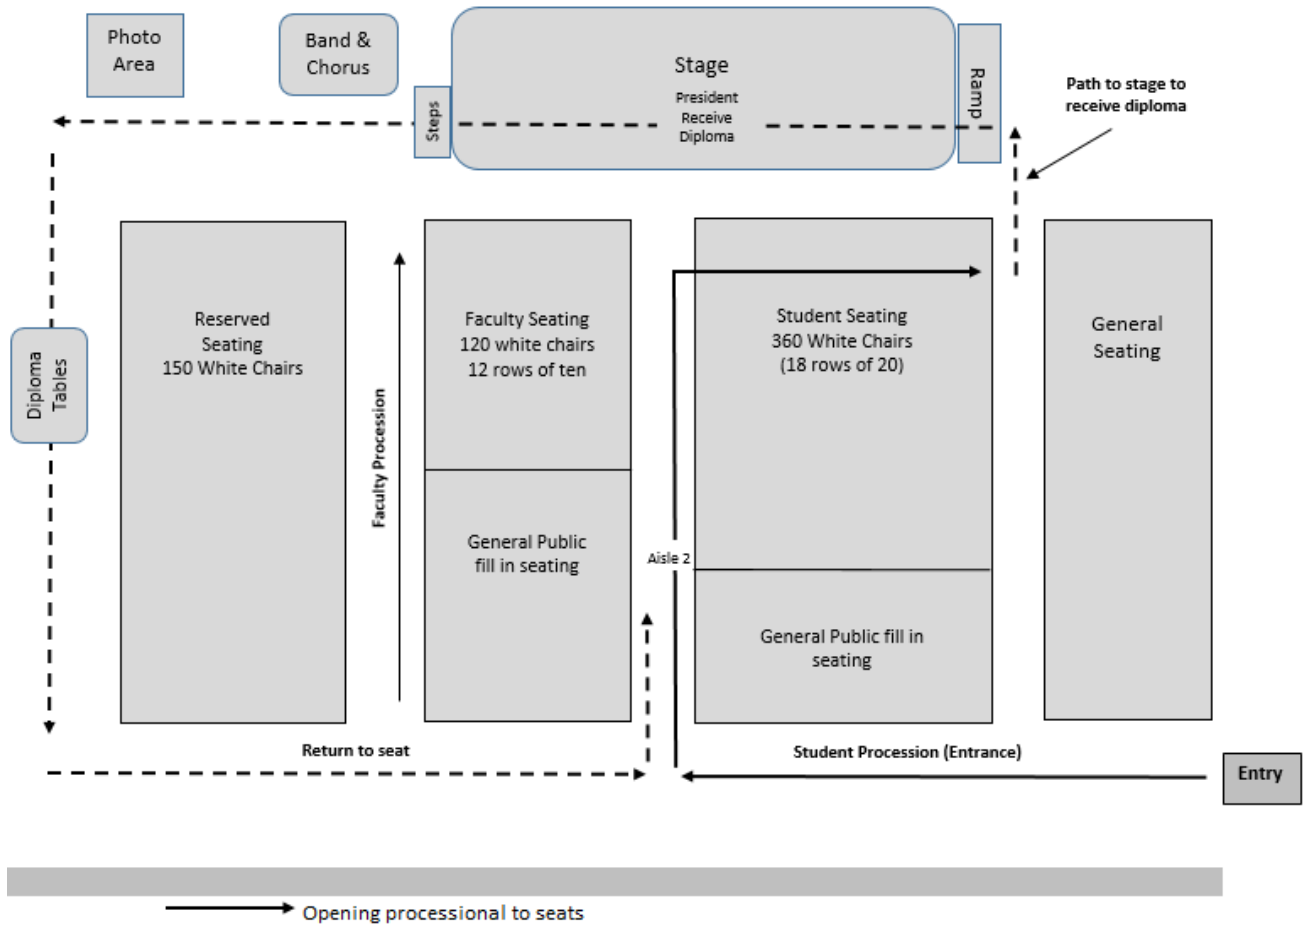 Photo
Area
Band &
Chorus
Stage
President
Receive
Diploma
Steps
Ramp
Path to stage to
receive diploma
Reserved
Seating
150 White Chairs
Faculty Seating
120 white chairs
12 rows of ten
Student Seating
360 White Chairs
(18 rows of 20)
General
Seating
Diploma
Tables
Faculty Procession
General Public
fill in seating
Aisle 2
General Public fill in
seating
Return to seat
Student Procession (Entrance)
Entry
Opening processional to seats